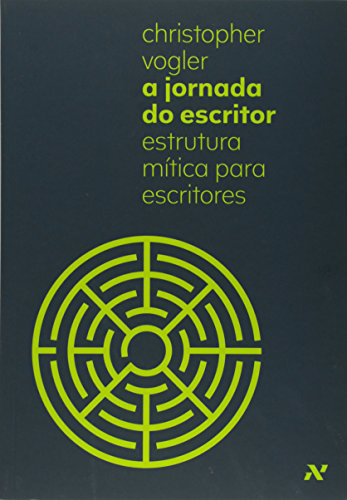 christopher
vogler
a jornada
do escritor
estrutura
mítica para
escritores